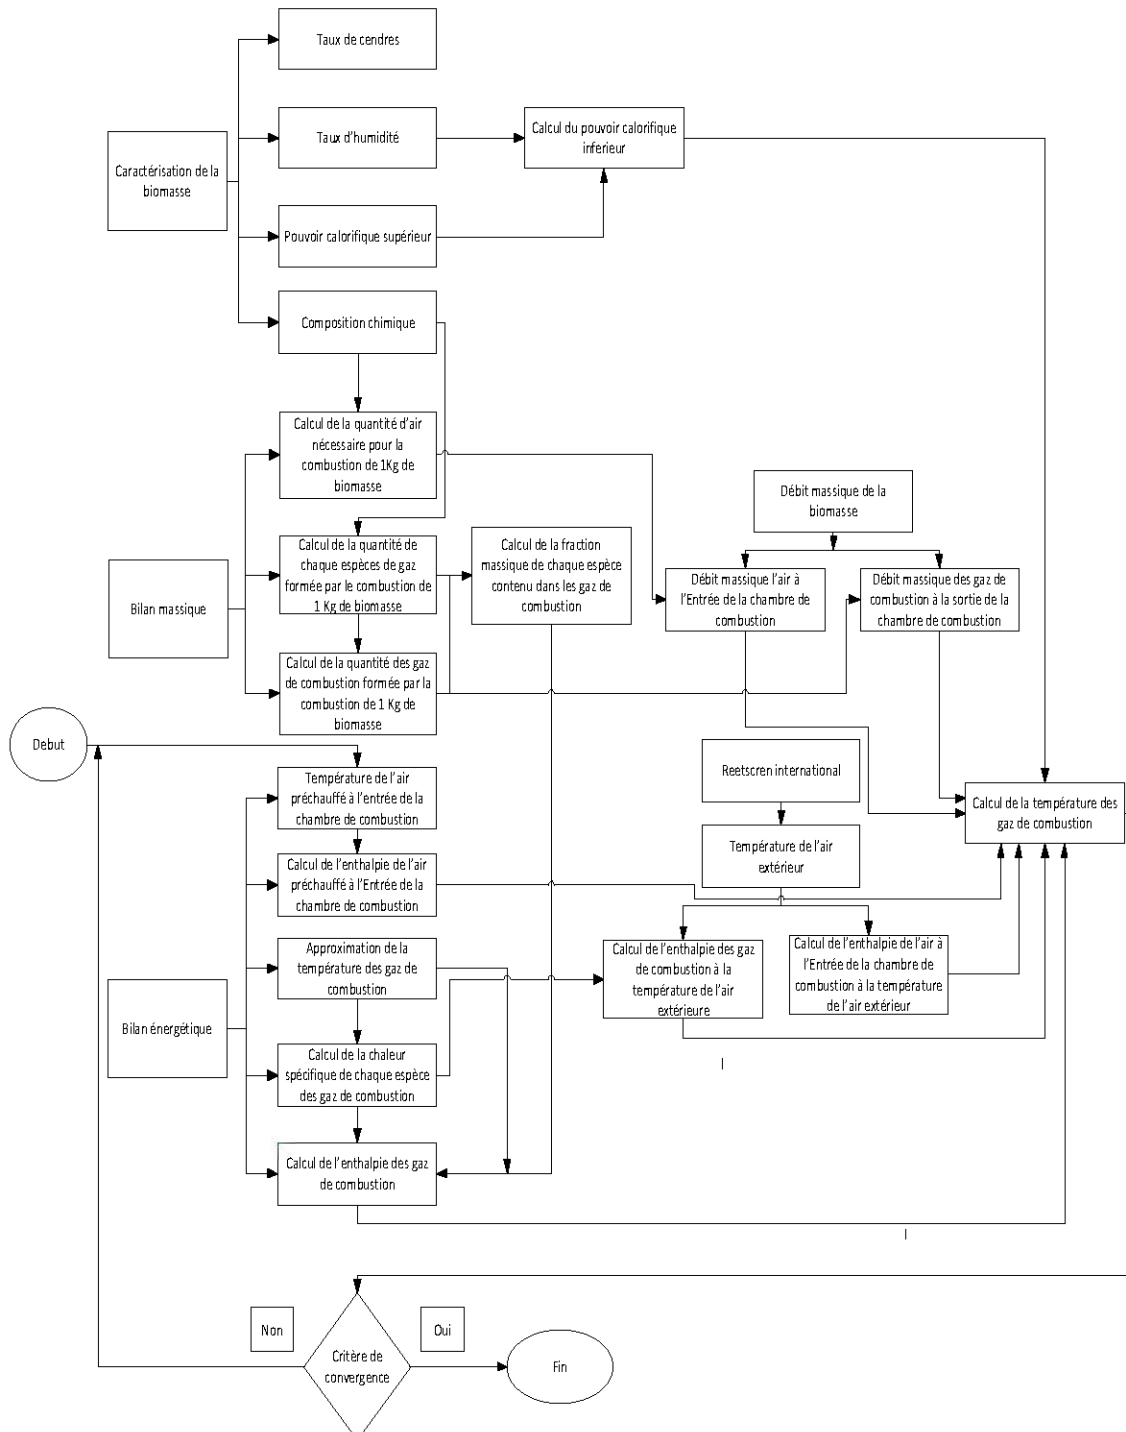 Taux de cendres
Taux d'humidité
Calcul du pouvoir calorifique
inferieur
Caractérisation de la
biomasse
Pouvoir calorifique supérieur
Composition chimique
Calcul de la quantité d'air
nécessaire pour la
combustion de 1Kg de
biomasse
Débit massique de la
biomasse
Calcul de la quantité de
chaque espèces de gaz
formée par le combustion de
1 Kg de biomasse
Calcul de la fraction
massique de chaque espèce
contenu dans les gaz de
combustion
Bilan massique
Débit massique l'air à
l'Entrée de la chambre de
combustion
Débit massique des gaz de
combustion à la sortie de la
chambre de combustion
Calcul de la quantité des gaz
de combustion formée par la
combustion de 1 Kg de
biomasse
Debut
Température de l'air
préchauffé à l'entrée de la
chambre de combustion
Reetscren international
Calcul de la température des
gaz de combustion
Température de l'air
extérieur
Calcul de l'enthalpie de l'air
préchauffé à l'Entrée de la
chambre de combustion
Approximation de la
température des gaz de
combustion
Calcul de l'enthalpie des gaz
de combustion à la
température de l'air
extérieure
Calcul de l'enthalpie de l'air à
l'Entrée de la chambre de
combustion à la température
de l'air extérieur
Bilan énergétique
Calcul de la chaleur
spécifique de chaque espèce
des gaz de combustion
Calcul de l'enthalpie des gaz
de combustion
Non
Oui
Critère de
convergence
Fin